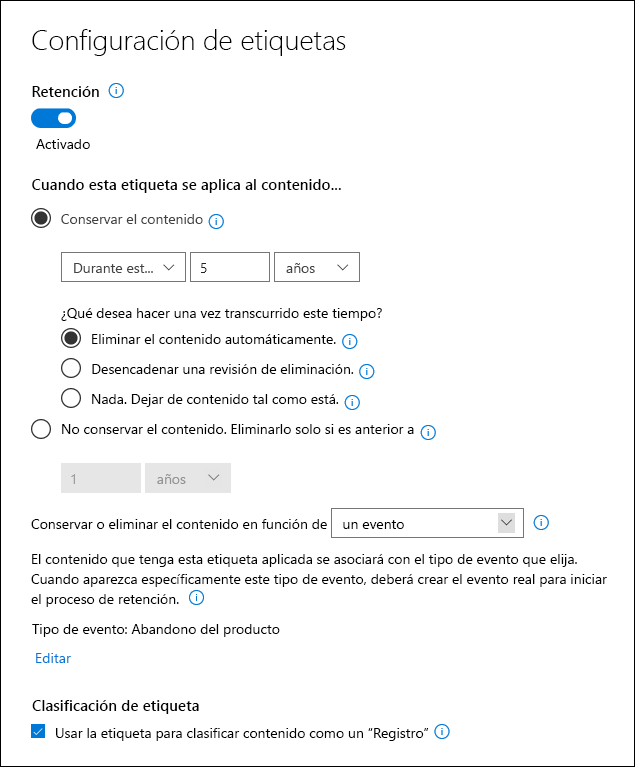 Configuración de etiquetas
Retención
Activado
Cuando esta etiqueta se aplica al contenido...
Conservar el contenido
Durante est... 5 años
¿Qué desea hacer una vez transcurrido este tiempo?
Eliminar el contenido automáticamente.
Desencadenar una revisión de eliminación.
Nada. Dejar de contenido tal como está.
No conservar el contenido. Eliminarlo solo si es anterior a
1 años
Conservar o eliminar el contenido en función de un evento
El contenido que tenga esta etiqueta aplicada se asociará con el tipo de evento que elija.
Cuando aparezca específicamente este tipo de evento, deberá crear el evento real para iniciar
el proceso de retención.
Tipo de evento: Abandono del producto
Editar
Clasificación de etiqueta
Usar la etiqueta para clasificar contenido como un “Registro”